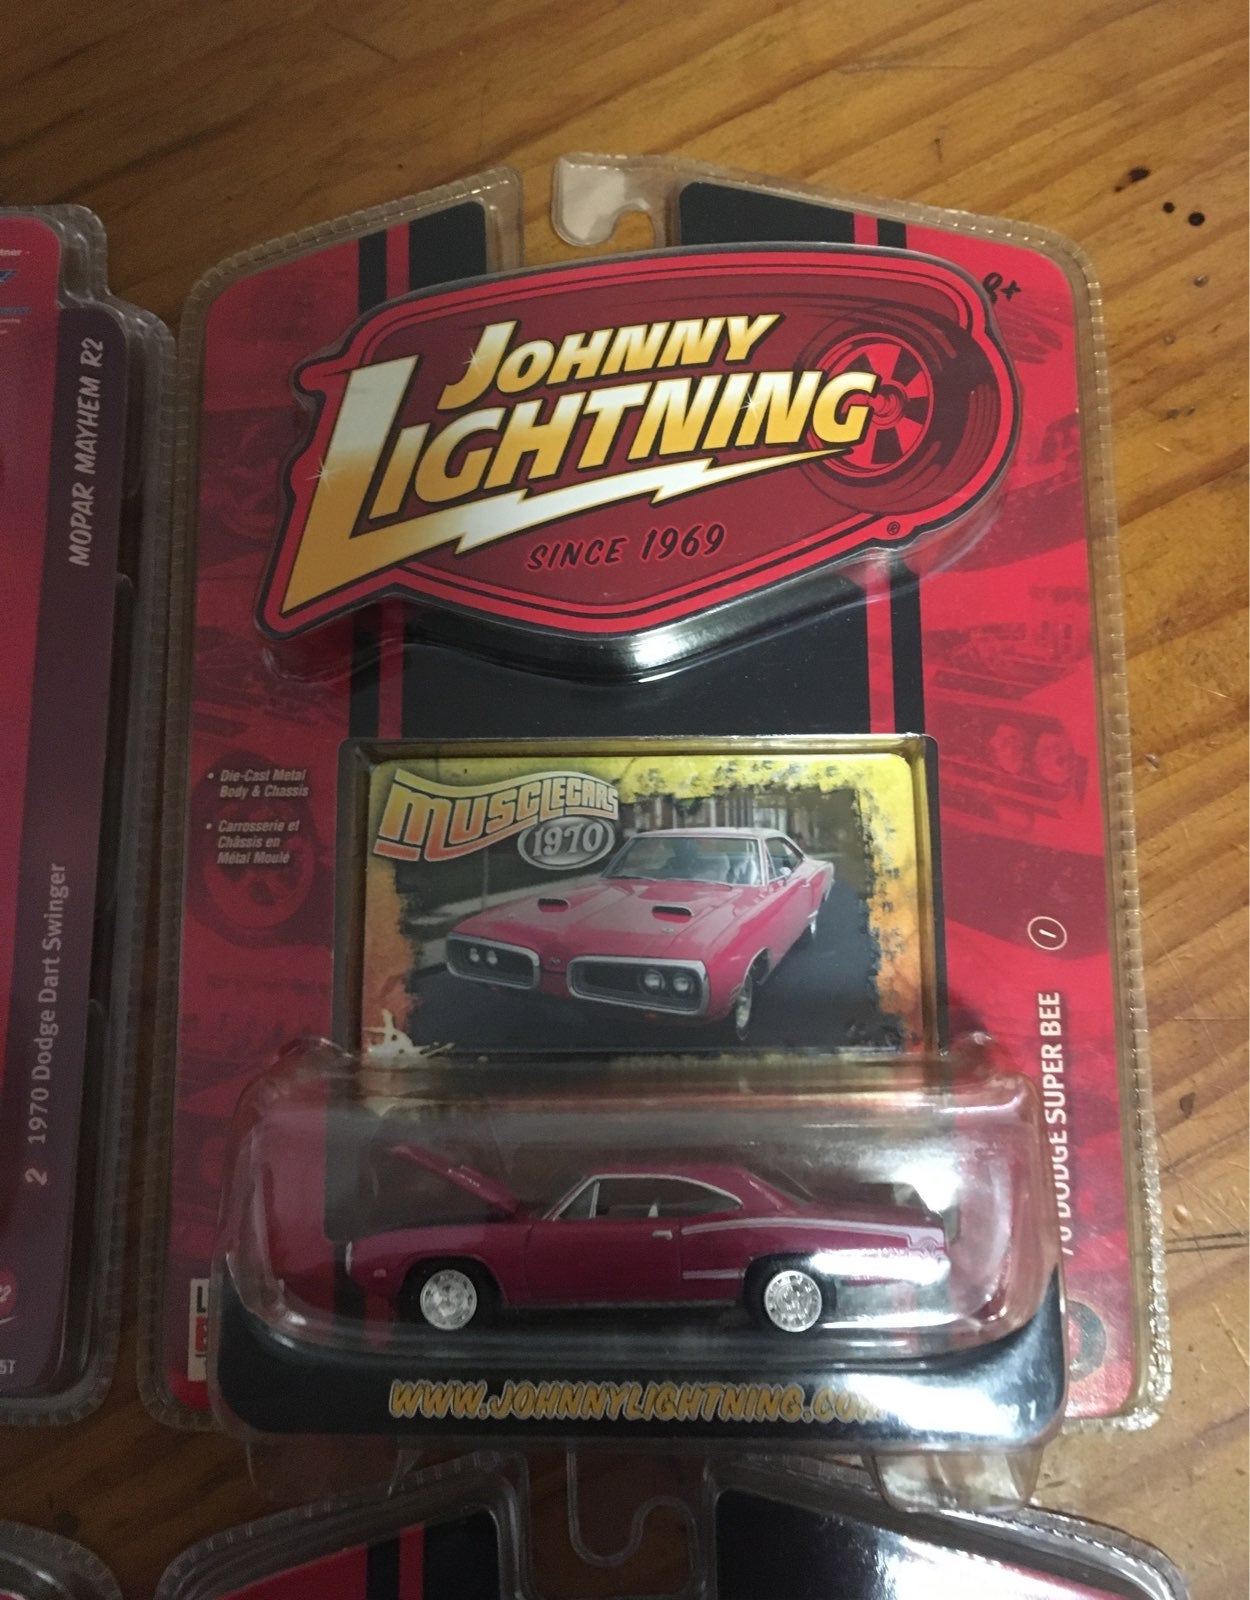 JOHNNY
LIGHTNING
SINCE 1969
®
8+
• Die-Cast Metal
Body & Chassis
• Carrosserie et
Châssis en
Métal Moulé
MUSCLECARS
1970
DODGE SUPER BEE
1
WWW.JOHNNYLIGHTNING.CO
MOPAR MAYHEM R2
2 1970 Dodge Dart Swinger